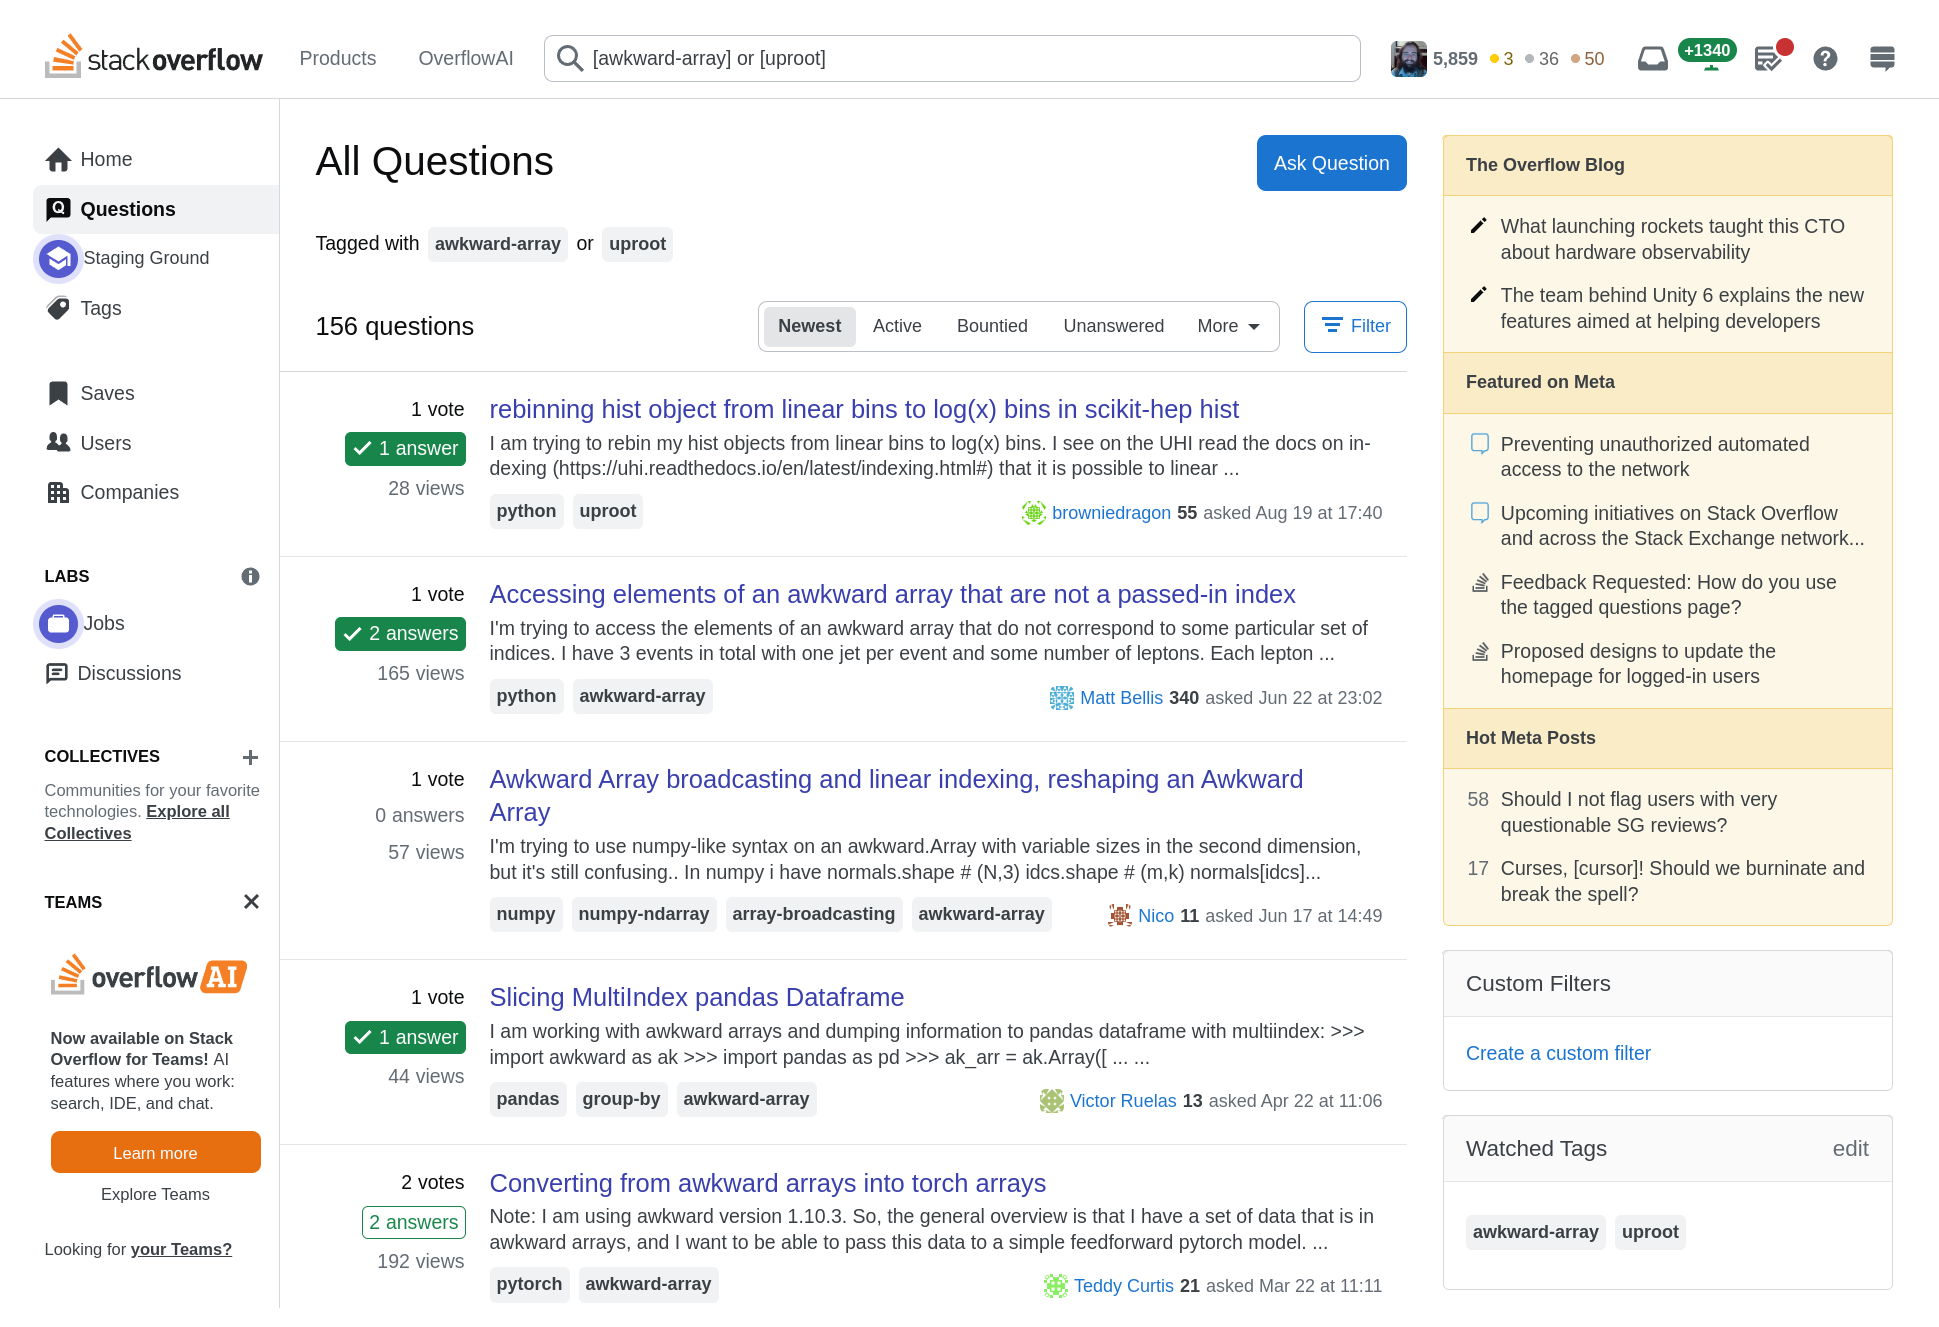 stackoverflow Products OverflowAI [awkward-array] or [uproot] 5,859 3 36 50 +1340
Home
Questions
Staging Ground
Tags
Saves
Users
Companies
LABS
Jobs
Discussions
COLLECTIVES
Communities for your favorite
technologies. Explore all
Collectives
TEAMS
overflowAI
Now available on Stack
Overflow for Teams! AI
features where you work:
search, IDE, and chat.
Learn more
Explore Teams
Looking for your Teams?
All Questions
Ask Question
Tagged with awkward-array or uproot
156 questions
Newest Active Bountied Unanswered More Filter
1 vote
1 answer
28 views
rebinning hist object from linear bins to log(x) bins in scikit-hep hist
I am trying to rebin my hist objects from linear bins to log(x) bins. I see on the UHI read the docs on in-
dexing (https://uhi.readthedocs.io/en/latest/indexing.html#) that it is possible to linear ...
python uproot
browniedragon 55 asked Aug 19 at 17:40
1 vote
2 answers
165 views
Accessing elements of an awkward array that are not a passed-in index
I'm trying to access the elements of an awkward array that do not correspond to some particular set of
indices. I have 3 events in total with one jet per event and some number of leptons. Each lepton ...
python awkward-array
Matt Bellis 340 asked Jun 22 at 23:02
1 vote
0 answers
57 views
Awkward Array broadcasting and linear indexing, reshaping an Awkward
Array
I'm trying to use numpy-like syntax on an awkward.Array with variable sizes in the second dimension,
but it's still confusing.. In numpy i have normals.shape # (N,3) idcs.shape # (m,k) normals[idcs]...
numpy numpy-ndarray array-broadcasting awkward-array
Nico 11 asked Jun 17 at 14:49
1 vote
1 answer
44 views
Slicing MultiIndex pandas Dataframe
I am working with awkward arrays and dumping information to pandas dataframe with multiindex: >>>
import awkward as ak >>> import pandas as pd >>> ak_arr = ak.Array([ ... ...
pandas group-by awkward-array
Victor Ruelas 13 asked Apr 22 at 11:06
2 votes
2 answers
192 views
Converting from awkward arrays into torch arrays
Note: I am using awkward version 1.10.3. So, the general overview is that I have a set of data that is in
awkward arrays, and I want to be able to pass this data to a simple feedforward pytorch model. ...
pytorch awkward-array
Teddy Curtis 21 asked Mar 22 at 11:11
The Overflow Blog
What launching rockets taught this CTO
about hardware observability
The team behind Unity 6 explains the new
features aimed at helping developers
Featured on Meta
Preventing unauthorized automated
access to the network
Upcoming initiatives on Stack Overflow
and across the Stack Exchange network...
Feedback Requested: How do you use
the tagged questions page?
Proposed designs to update the
homepage for logged-in users
Hot Meta Posts
58 Should I not flag users with very
questionable SG reviews?
17 Curses, [cursor]! Should we burninate and
break the spell?
Custom Filters
Create a custom filter
Watched Tags edit
awkward-array uproot